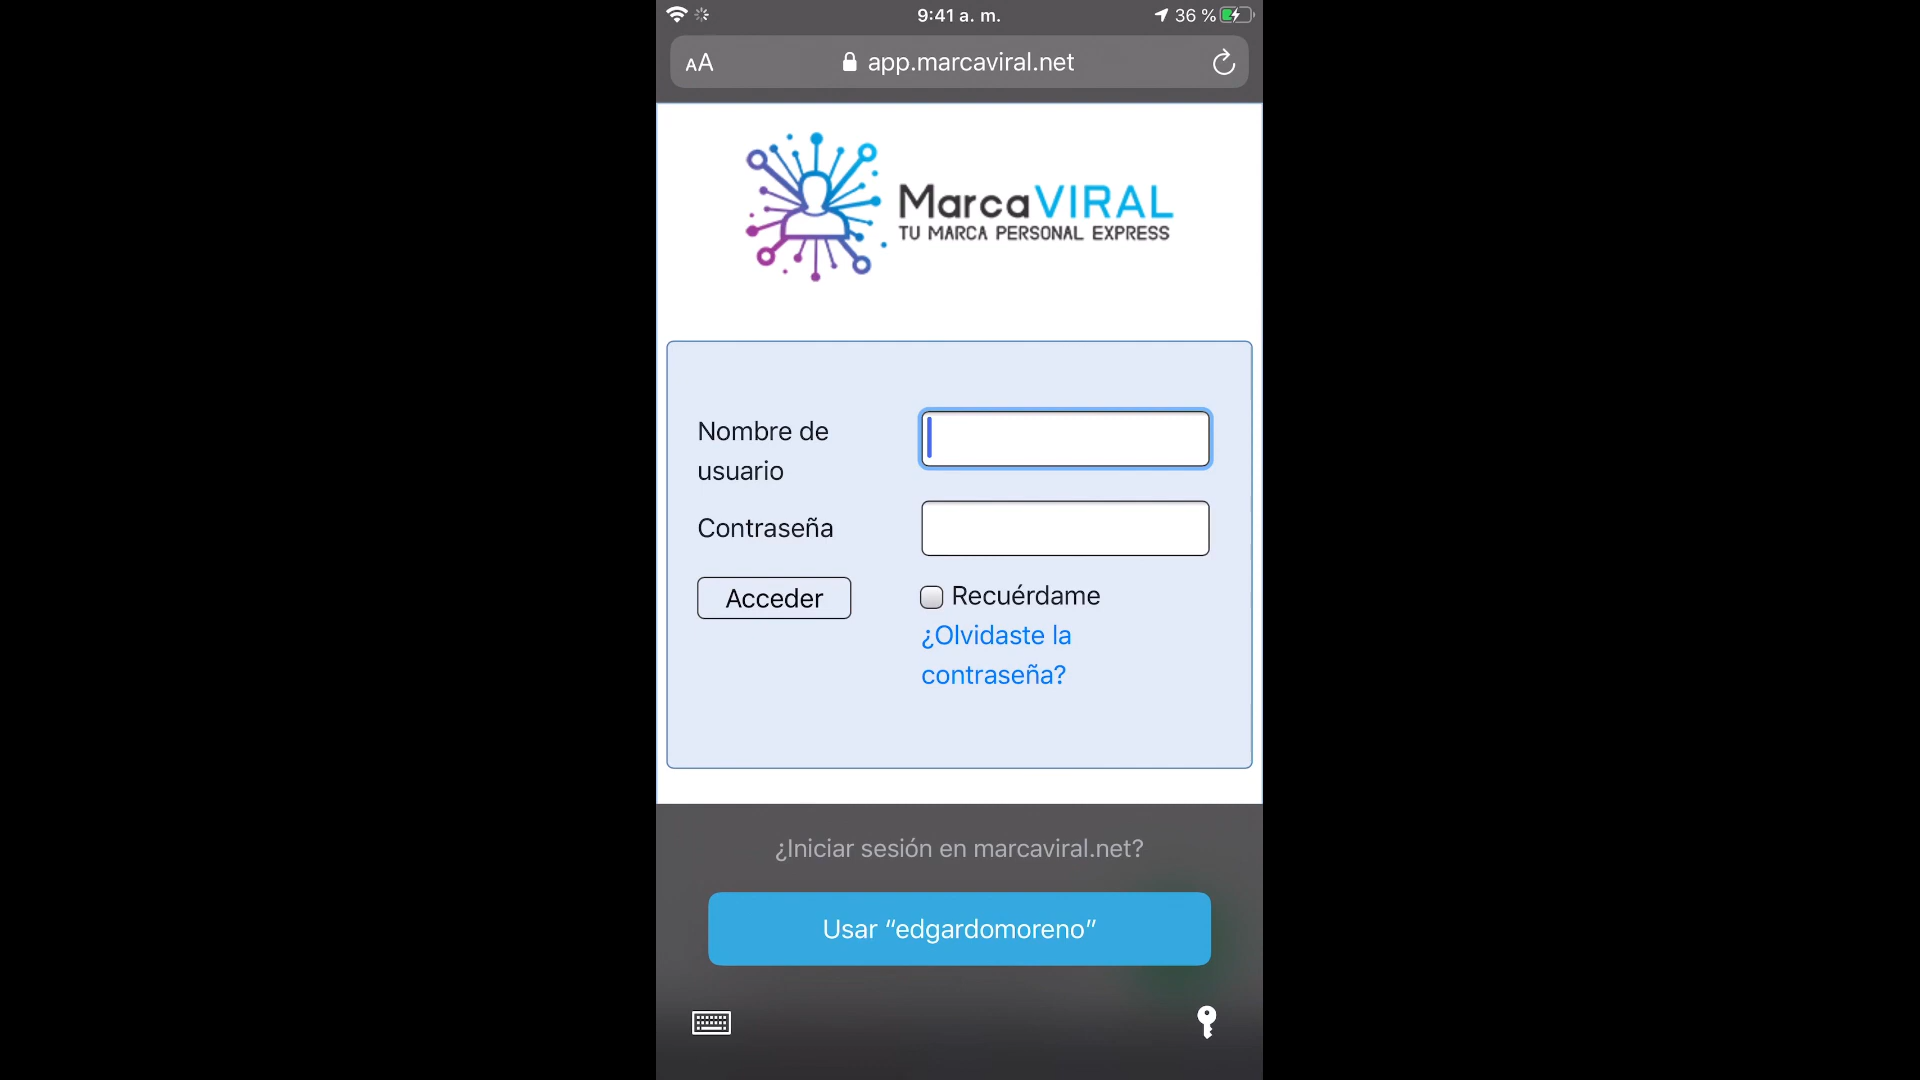 9:41 a. m.
36 %
AA
app.marcaviral.net
MarcaVIRAL
TU MARCA PERSONAL EXPRESS
Nombre de
usuario
Contraseña
Acceder
Recuérdame
¿Olvidaste la
contraseña?
¿Iniciar sesión en marcaviral.net?
Usar “edgardomoreno”